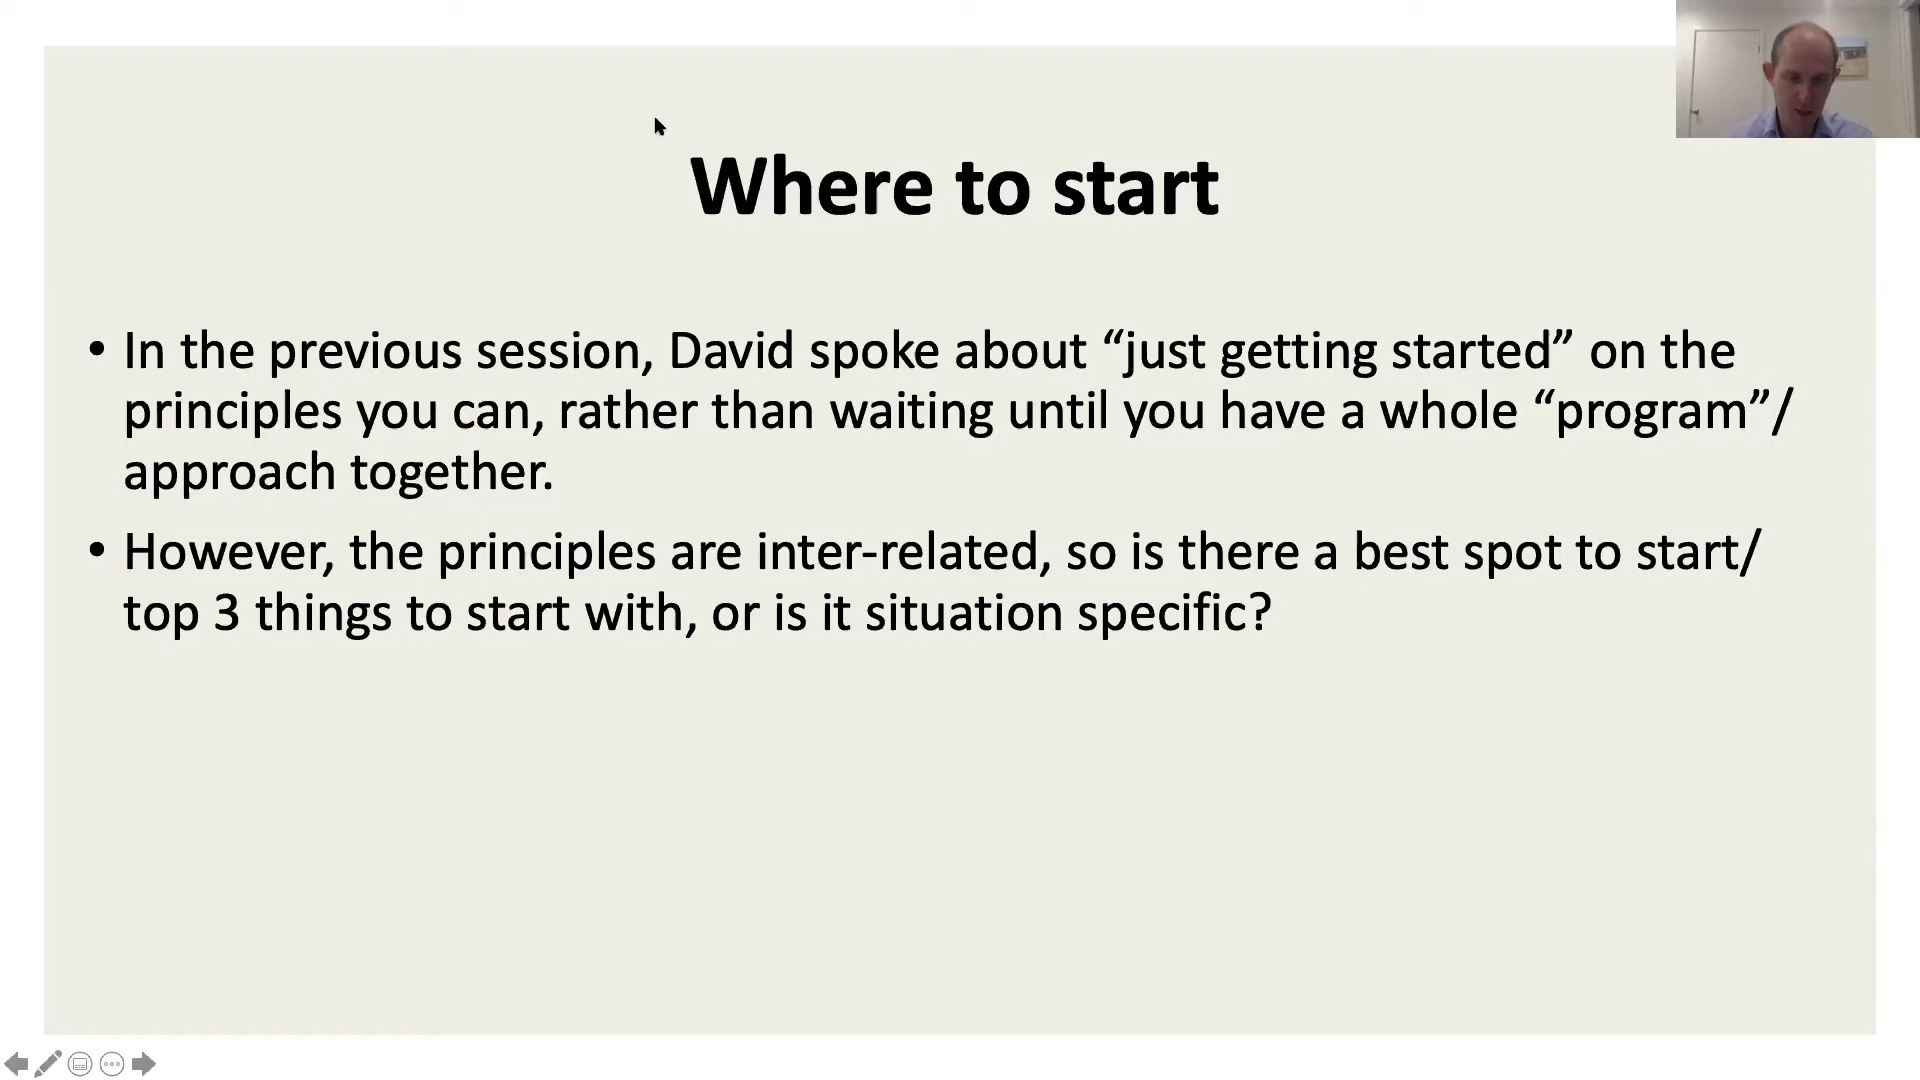 Where to start
• In the previous session, David spoke about “just getting started” on the
principles you can, rather than waiting until you have a whole “program”/
approach together.
• However, the principles are inter-related, so is there a best spot to start/
top 3 things to start with, or is it situation specific?